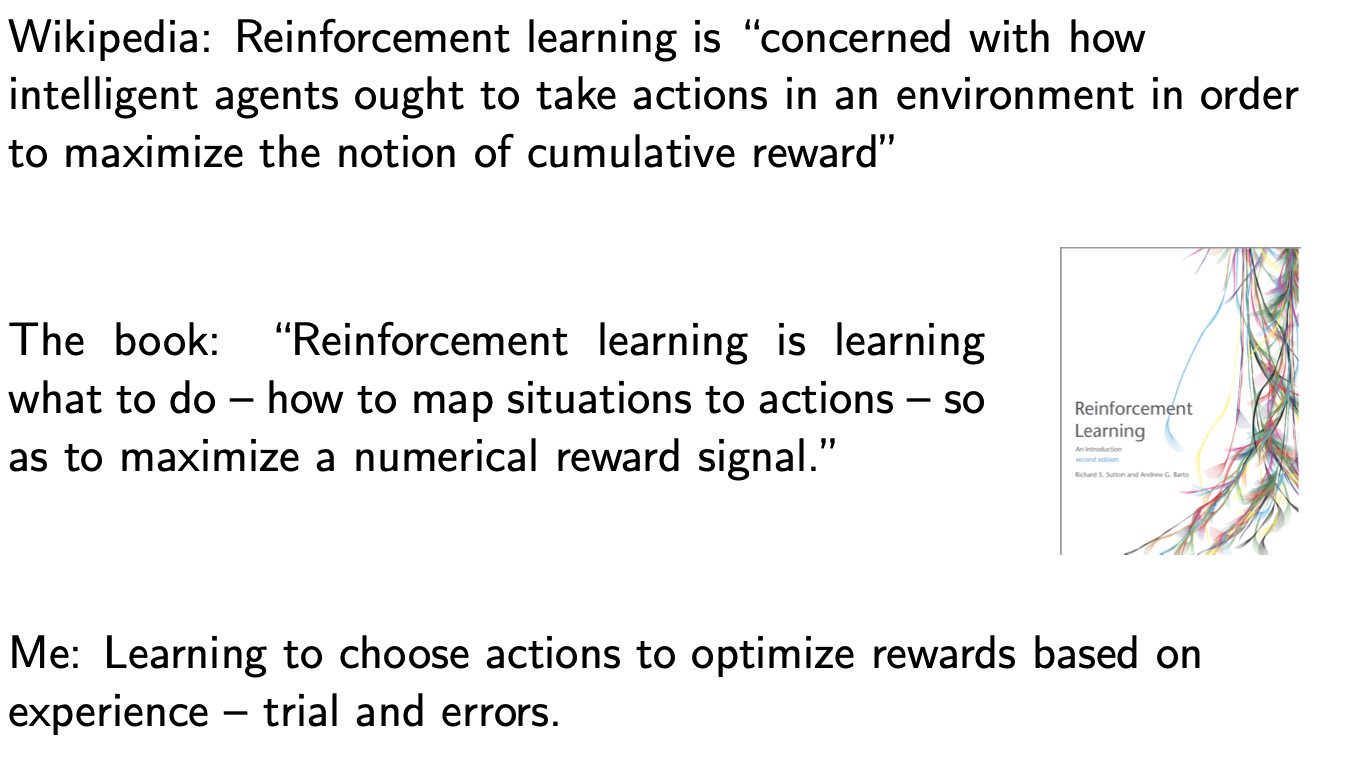 Wikipedia: Reinforcement learning is “concerned with how
intelligent agents ought to take actions in an environment in order
to maximize the notion of cumulative reward”
The book: “Reinforcement learning is learning
what to do – how to map situations to actions – so
as to maximize a numerical reward signal.”
Reinforcement
Learning
An Introduction
second edition
Richard S. Sutton and Andrew G. Barto
Me: Learning to choose actions to optimize rewards based on
experience – trial and errors.